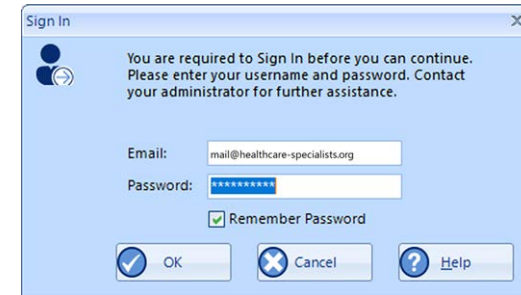 Sign In
You are required to Sign In before you can continue.
Please enter your username and password. Contact
your administrator for further assistance.
Email: mail@healthcare-specialists.org
Password: **********
Remember Password
OK Cancel Help